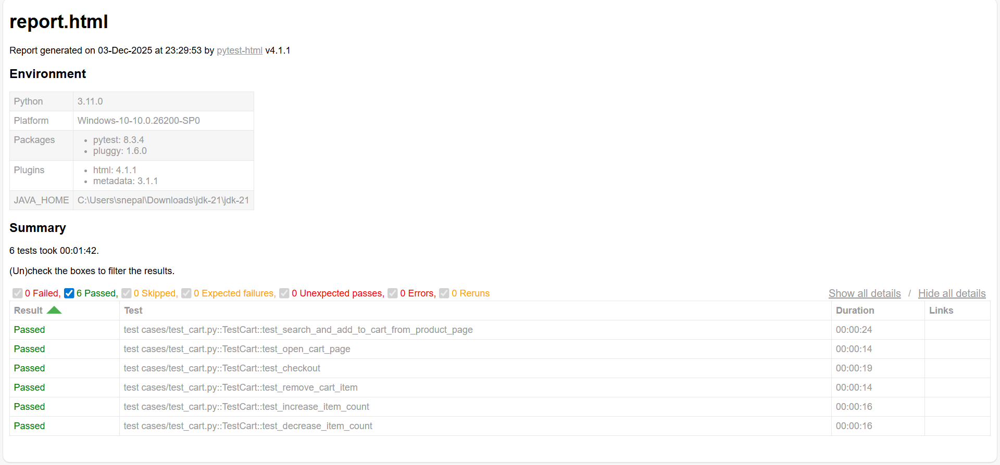 report.html
Report generated on 03-Dec-2025 at 23:29:53 by pytest-html v4.1.1
Environment
Python 3.11.0
Platform Windows-10-10.0.26200-SP0
Packages • pytest: 8.3.4
• pluggy: 1.6.0
Plugins • html: 4.1.1
• metadata: 3.1.1
JAVA_HOME C:\Users\snepal\Downloads\jdk-21\jdk-21
Summary
6 tests took 00:01:42.
(Un)check the boxes to filter the results.
0 Failed, 6 Passed, 0 Skipped, 0 Expected failures, 0 Unexpected passes, 0 Errors, 0 Reruns Show all details / Hide all details
Result Test Duration Links
Passed test cases/test_cart.py::TestCart::test_search_and_add_to_cart_from_product_page 00:00:24
Passed test cases/test_cart.py::TestCart::test_open_cart_page 00:00:14
Passed test cases/test_cart.py::TestCart::test_checkout 00:00:19
Passed test cases/test_cart.py::TestCart::test_remove_cart_item 00:00:14
Passed test cases/test_cart.py::TestCart::test_increase_item_count 00:00:16
Passed test cases/test_cart.py::TestCart::test_decrease_item_count 00:00:16